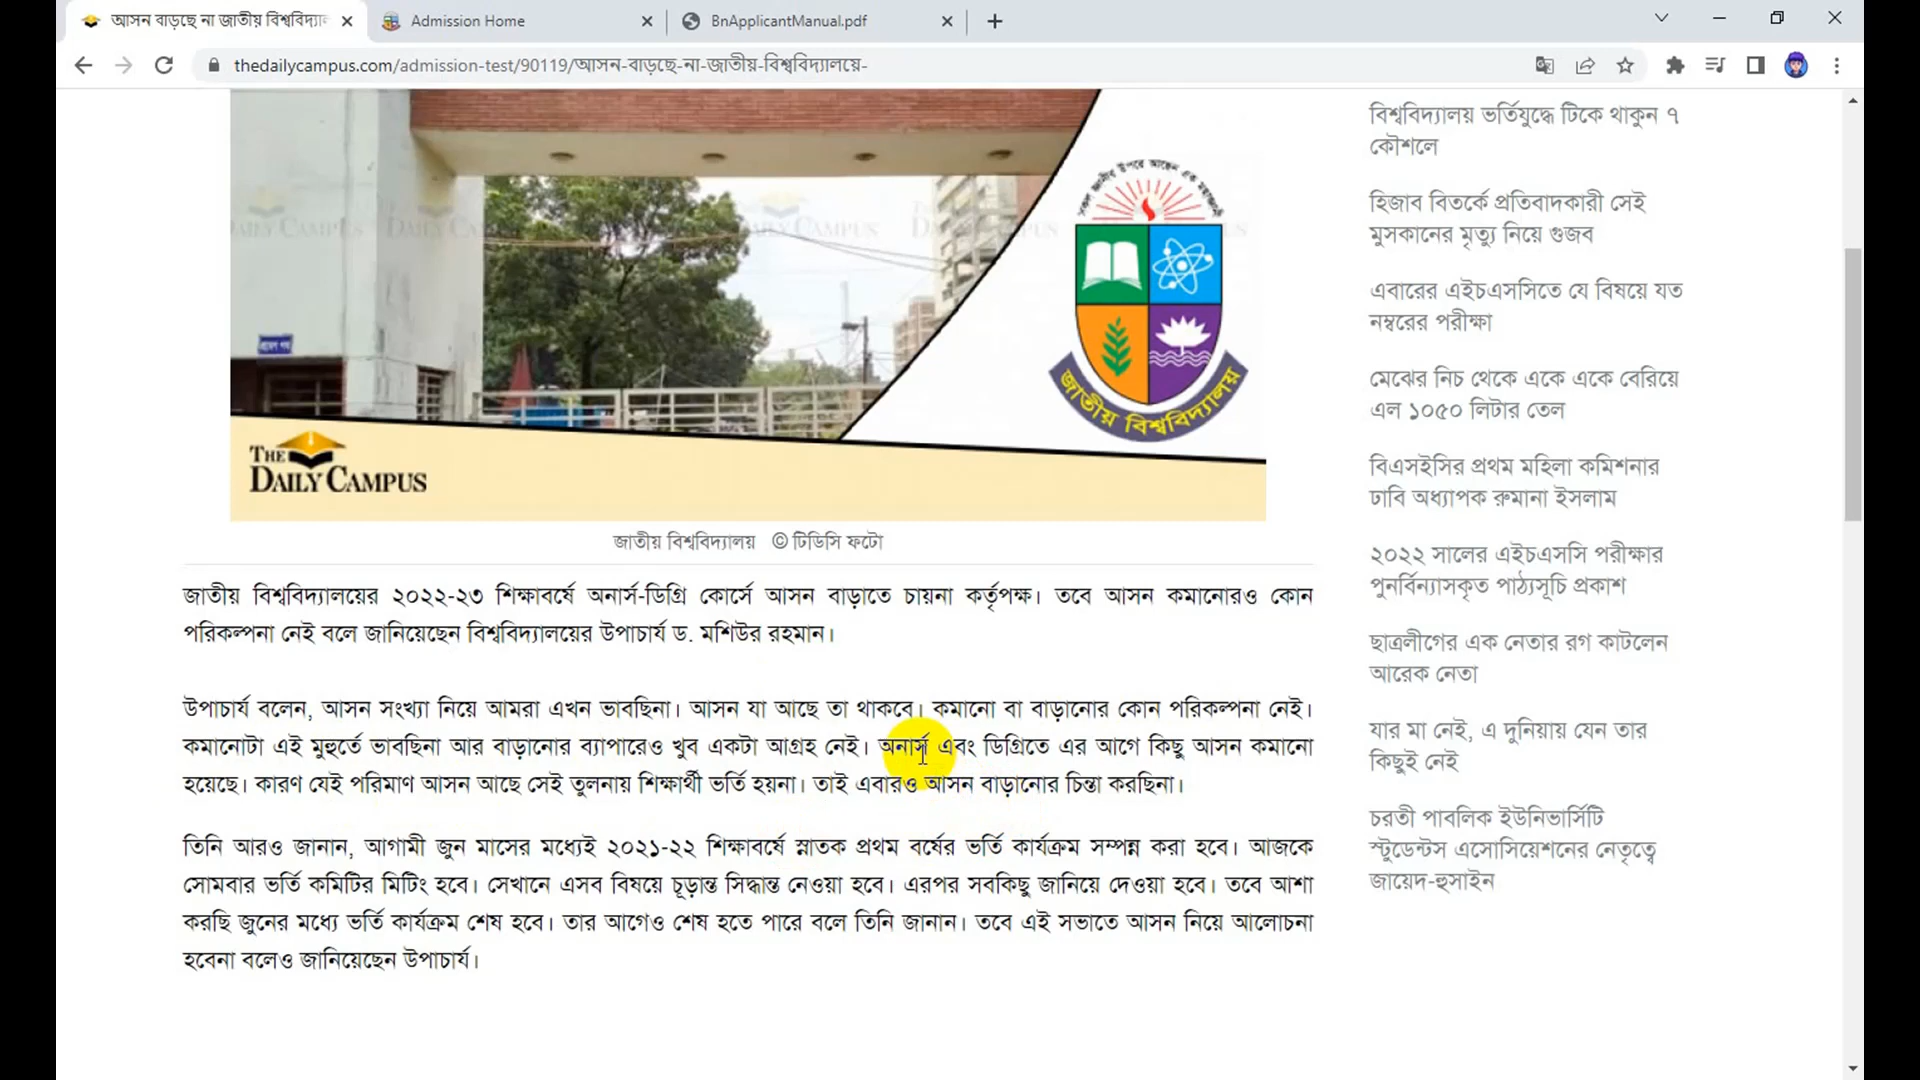 আসন বাড়ছে না জাতীয় বিশ্ববিদ্যাল
Admission Home
BnApplicantManual.pdf
thedailycampus.com/admission-test/90119/আসন-বাড়ছে-না-জাতীয়-বিশ্ববিদ্যালয়ে-
সকল জ্ঞানীর উপরে আছেন এক মহাজ্ঞানী
জাতীয় বিশ্ববিদ্যালয়
THE
DAILY CAMPUS
জাতীয় বিশ্ববিদ্যালয় © টিডিসি ফটো
জাতীয় বিশ্ববিদ্যালয়ের ২০২২-২৩ শিক্ষাবর্ষে অনার্স-ডিগ্রি কোর্সে আসন বাড়াতে চায়না কর্তৃপক্ষ। তবে আসন কমানোরও কোন
পরিকল্পনা নেই বলে জানিয়েছেন বিশ্ববিদ্যালয়ের উপাচার্য ড. মশিউর রহমান।
উপাচার্য বলেন, আসন সংখ্যা নিয়ে আমরা এখন ভাবছিনা। আসন যা আছে তা থাকবে। কমানো বা বাড়ানোর কোন পরিকল্পনা নেই।
কমানোটা এই মুহুর্তে ভাবছিনা আর বাড়ানোর ব্যাপারেও খুব একটা আগ্রহ নেই। অনার্স এবং ডিগ্রিতে এর আগে কিছু আসন কমানো
হয়েছে। কারণ যেই পরিমাণ আসন আছে সেই তুলনায় শিক্ষার্থী ভর্তি হয়না। তাই এবারও আসন বাড়ানোর চিন্তা করছিনা।
তিনি আরও জানান, আগামী জুন মাসের মধ্যেই ২০২১-২২ শিক্ষাবর্ষে স্নাতক প্রথম বর্ষের ভর্তি কার্যক্রম সম্পন্ন করা হবে। আজকে
সোমবার ভর্তি কমিটির মিটিং হবে। সেখানে এসব বিষয়ে চূড়ান্ত সিদ্ধান্ত নেওয়া হবে। এরপর সবকিছু জানিয়ে দেওয়া হবে। তবে আশা
করছি জুনের মধ্যে ভর্তি কার্যক্রম শেষ হবে। তার আগেও শেষ হতে পারে বলে তিনি জানান। তবে এই সভাতে আসন নিয়ে আলোচনা
হবেনা বলেও জানিয়েছেন উপাচার্য।
বিশ্ববিদ্যালয় ভর্তিযুদ্ধে টিকে থাকুন ৭
কৌশলে
হিজাব বিতর্কে প্রতিবাদকারী সেই
মুসকানের মৃত্যু নিয়ে গুজব
এবারের এইচএসসিতে যে বিষয়ে যত
নম্বরের পরীক্ষা
মেঝের নিচ থেকে একে একে বেরিয়ে
এল ১০৫০ লিটার তেল
বিএসইসির প্রথম মহিলা কমিশনার
ঢাবি অধ্যাপক রুমানা ইসলাম
২০২২ সালের এইচএসসি পরীক্ষার
পুনর্বিন্যাসকৃত পাঠ্যসূচি প্রকাশ
ছাত্রলীগের এক নেতার রগ কাটলেন
আরেক নেতা
যার মা নেই, এ দুনিয়ায় যেন তার
কিছুই নেই
চরতী পাবলিক ইউনিভার্সিটি
স্টুডেন্টস এসোসিয়েশনের নেতৃত্বে
জায়েদ-হুসাইন